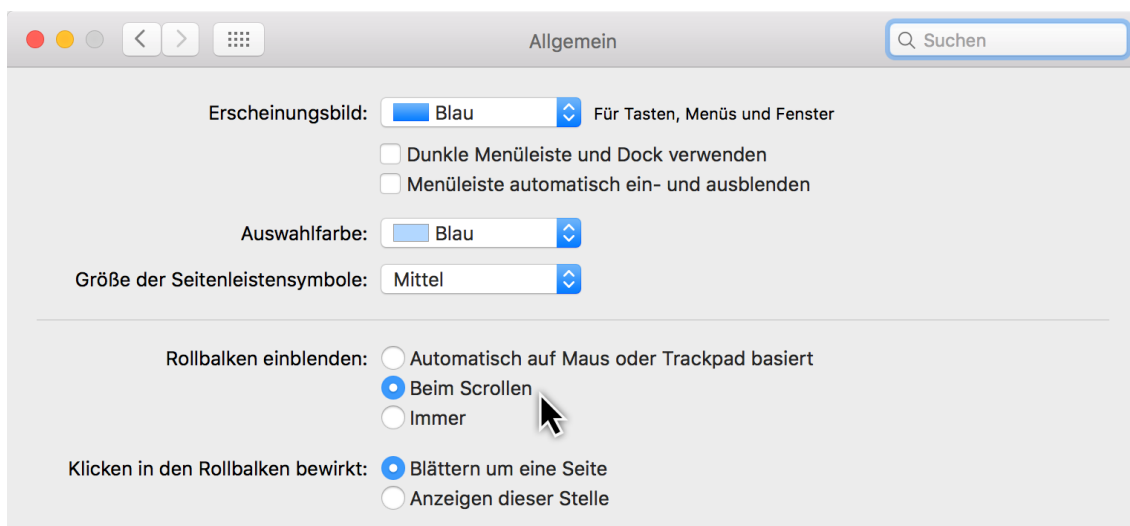 Allgemein
Suchen
Erscheinungsbild: Blau Für Tasten, Menüs und Fenster
Dunkle Menüleiste und Dock verwenden
Menüleiste automatisch ein- und ausblenden
Auswahlfarbe: Blau
Größe der Seitenleistensymbole: Mittel
Rollbalken einblenden: Automatisch auf Maus oder Trackpad basiert
Beim Scrollen
Immer
Klicken in den Rollbalken bewirkt: Blättern um eine Seite
Anzeigen dieser Stelle